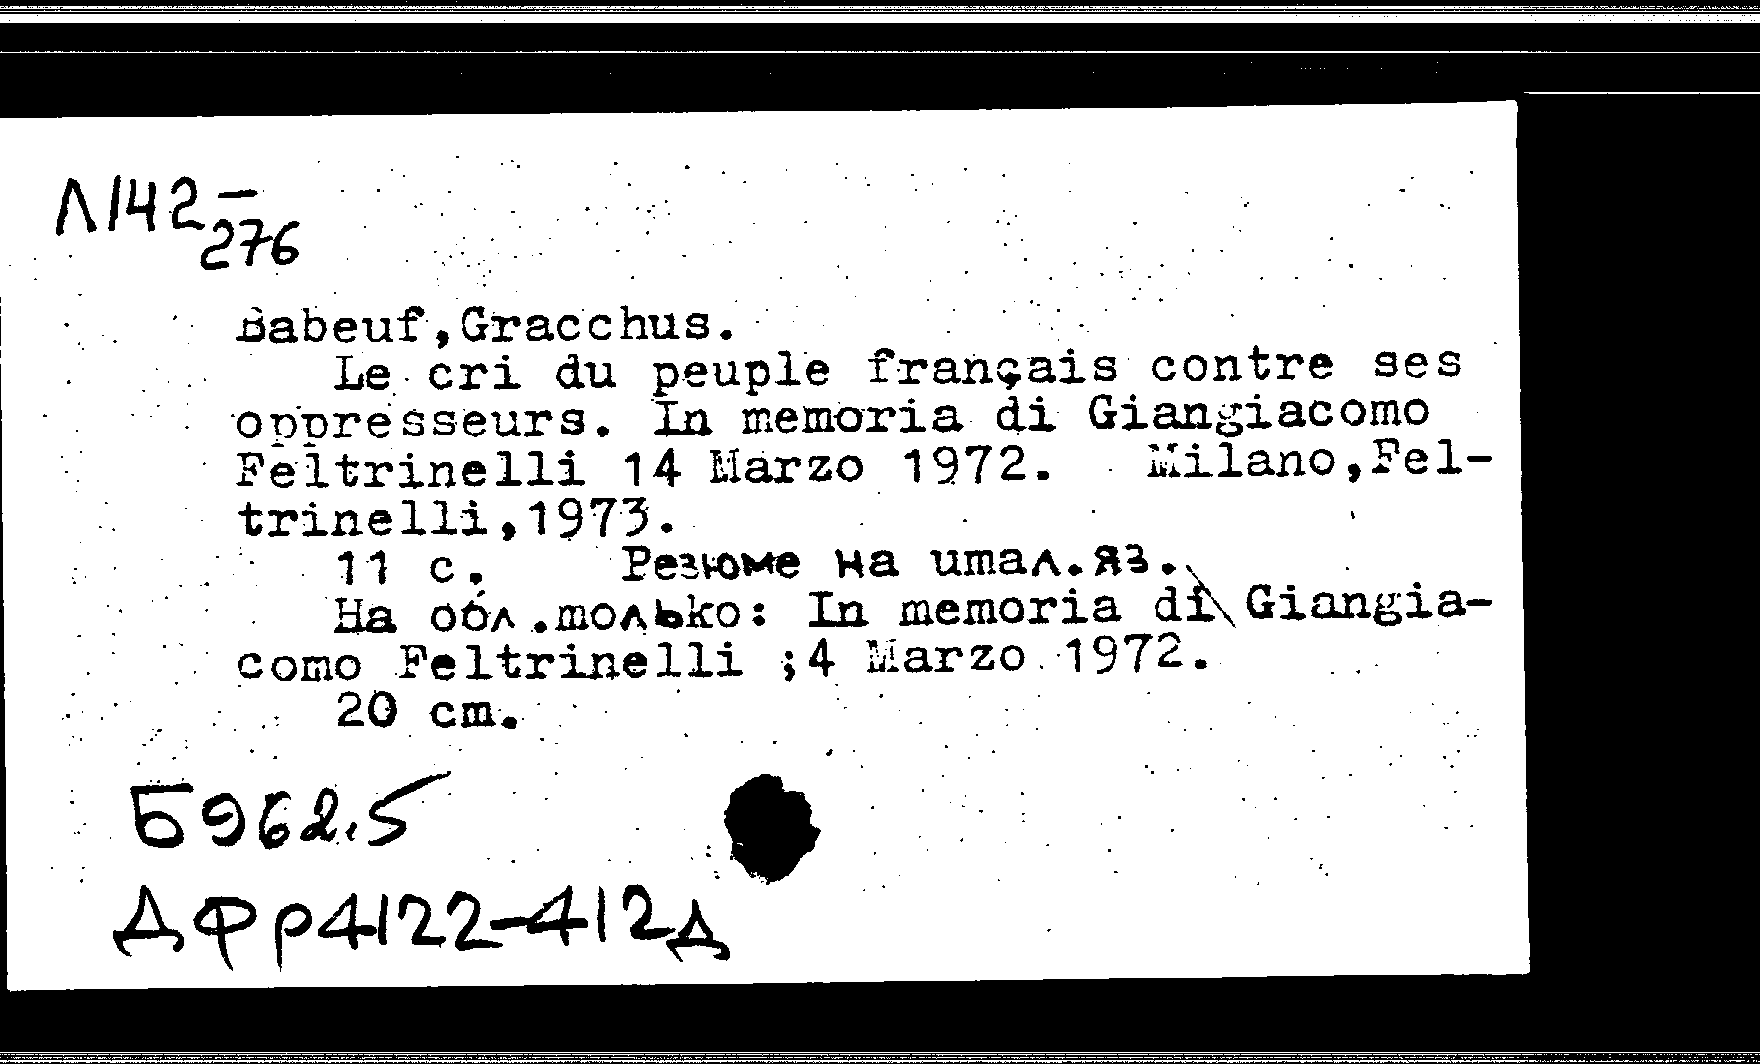 Л142-
276
Babeuf,Gracchus.
Le cri du peuple français contre ses
oppresseurs. In memoria di Giangiacomo
Feltrinelli 14 Marzo 1972. Milano,Fel-
trinelli,1973.
11 c. Резюме на итал.яз.
На обл.только: In memoria di Giangia-
como Feltrinelli ;4 Marzo 1972.
20 cm.
Б962.5
ДФр4122-412д